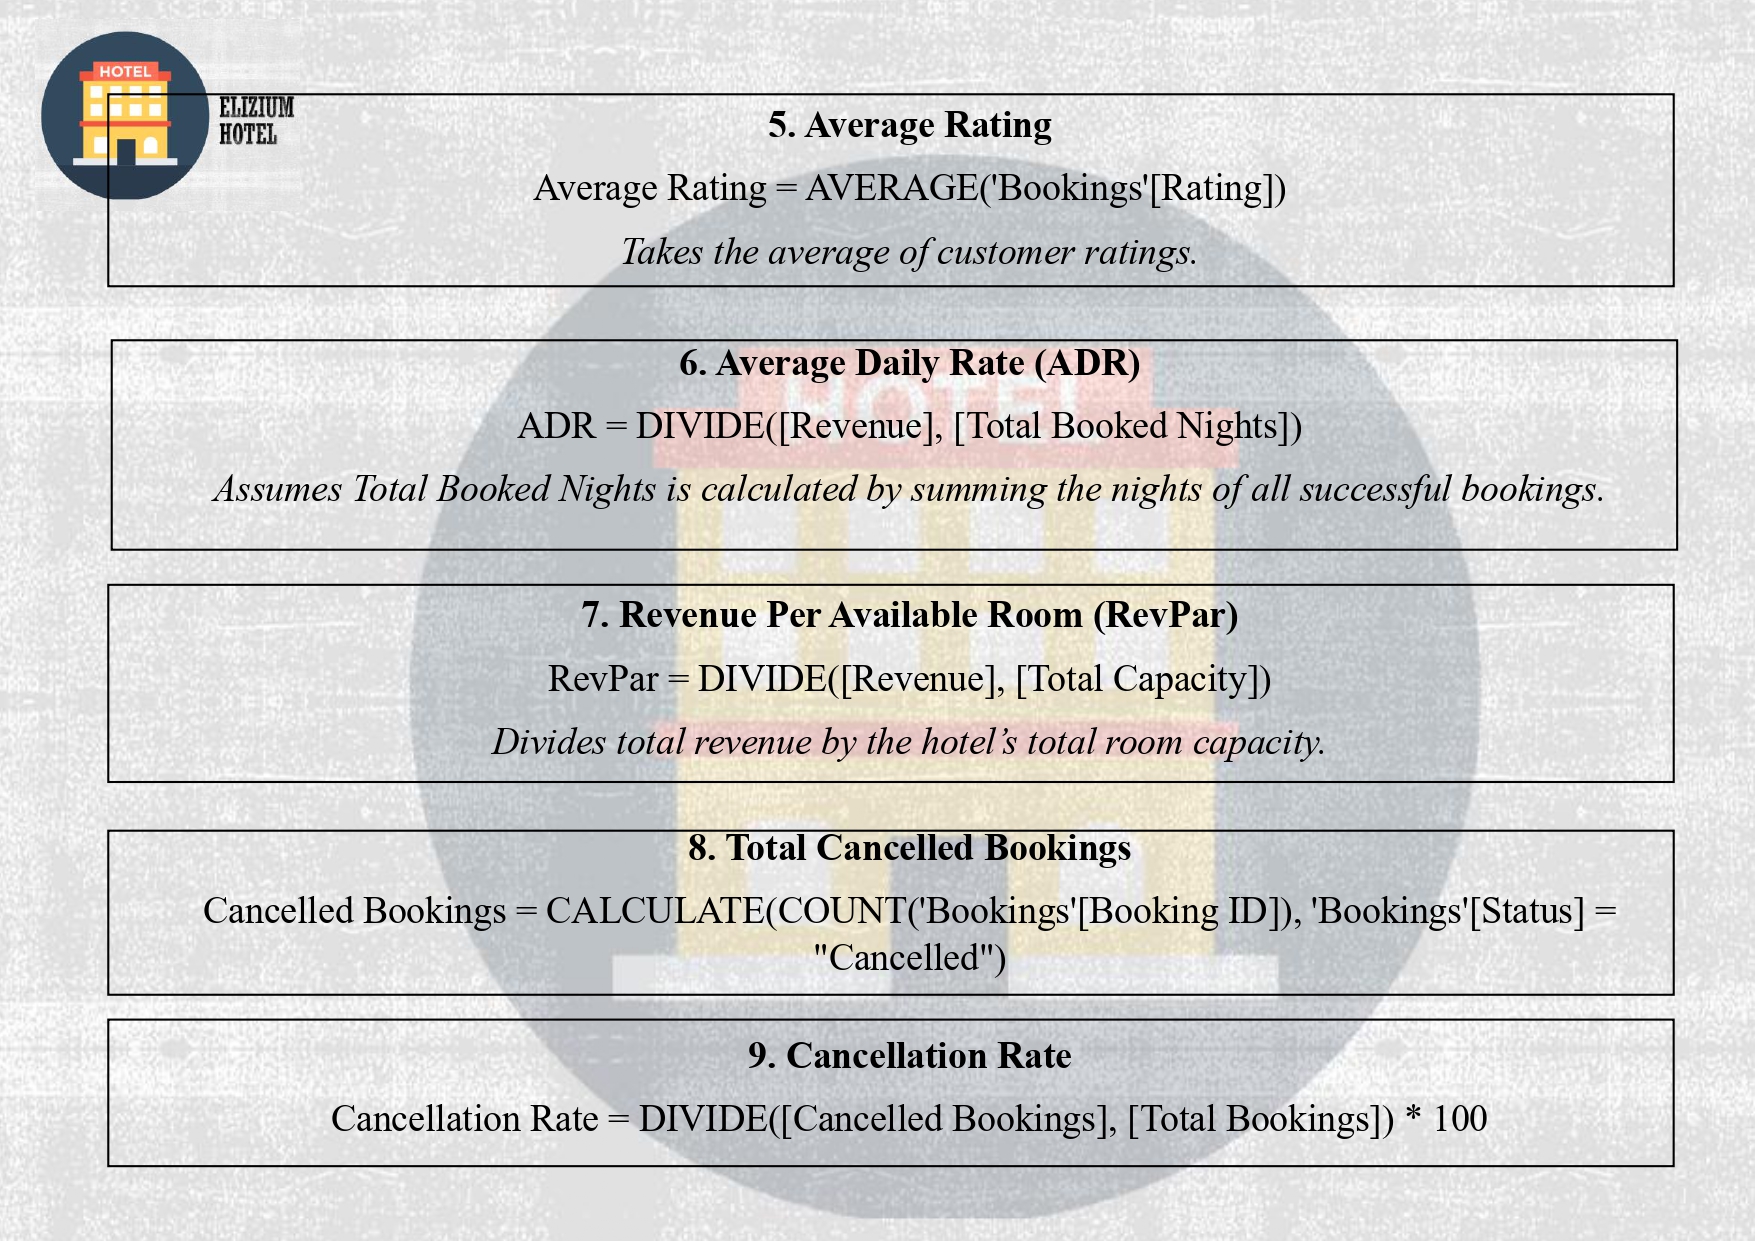 HOTEL
ELIZIUM
HOTEL
5. Average Rating
Average Rating = AVERAGE('Bookings'[Rating])
Takes the average of customer ratings.
HOTEL
6. Average Daily Rate (ADR)
ADR = DIVIDE([Revenue], [Total Booked Nights])
Assumes Total Booked Nights is calculated by summing the nights of all successful bookings.
7. Revenue Per Available Room (RevPar)
RevPar = DIVIDE([Revenue], [Total Capacity])
Divides total revenue by the hotel’s total room capacity.
8. Total Cancelled Bookings
Cancelled Bookings = CALCULATE(COUNT('Bookings'[Booking ID]), 'Bookings'[Status] =
"Cancelled")
9. Cancellation Rate
Cancellation Rate = DIVIDE([Cancelled Bookings], [Total Bookings]) * 100